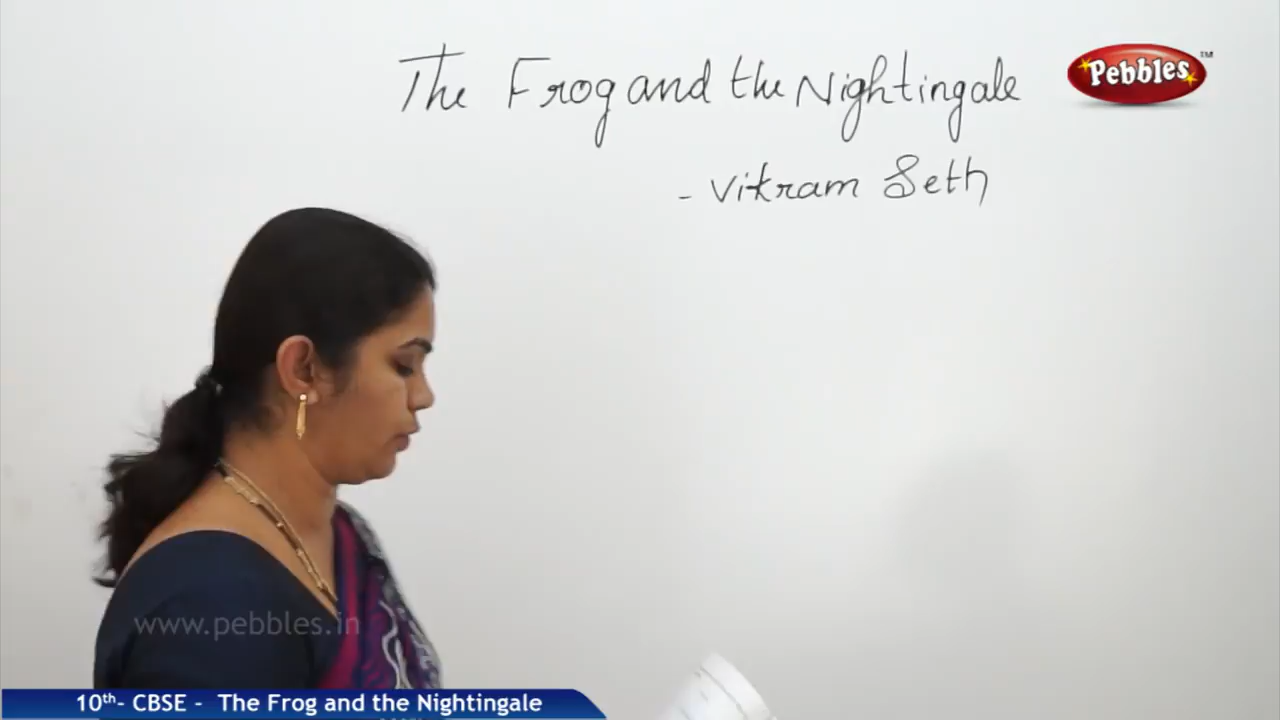 The Frog and the Nightingale
Pebbles™
- Vikram Seth
www.pebbles.in
10th- CBSE - The Frog and the Nightingale